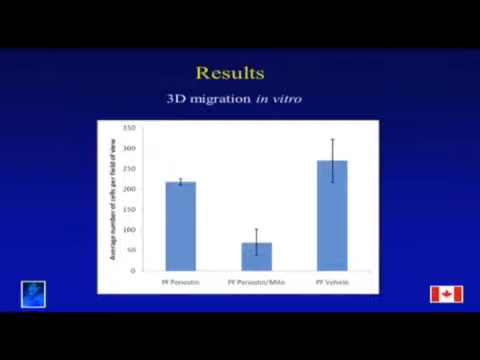 Results
3D migration in vitro
Average number of cells per field of view
350
300
250
200
150
100
50
0
PF Periostin
PF Periostin/Mito
PF Vehicle